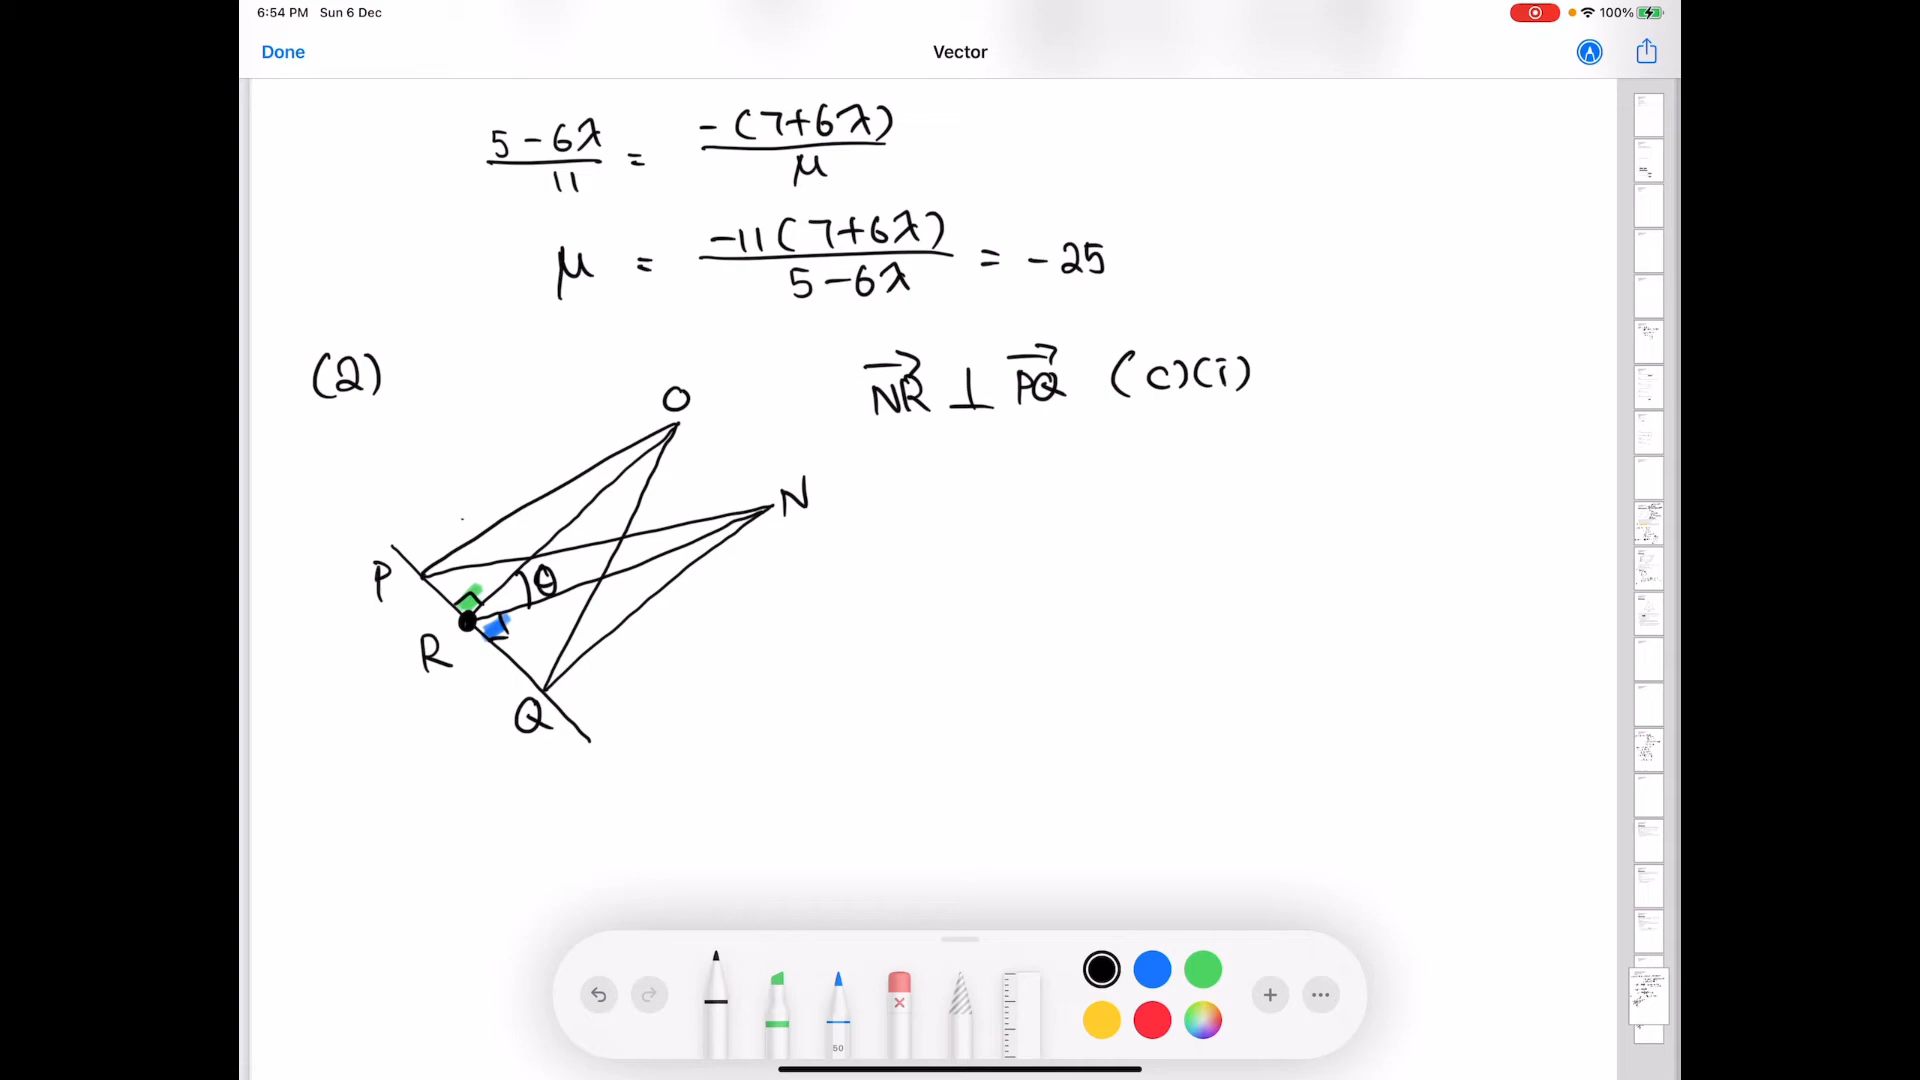 6:54 PM Sun 6 Dec
100%
Done
Vector
5 - 6λ / 11 = -(7+6λ) / μ
μ = -11(7+6λ) / 5-6λ = -25
(2)
NR ⊥ PQ (c)(i)
O
N
P
θ
R
Q
50